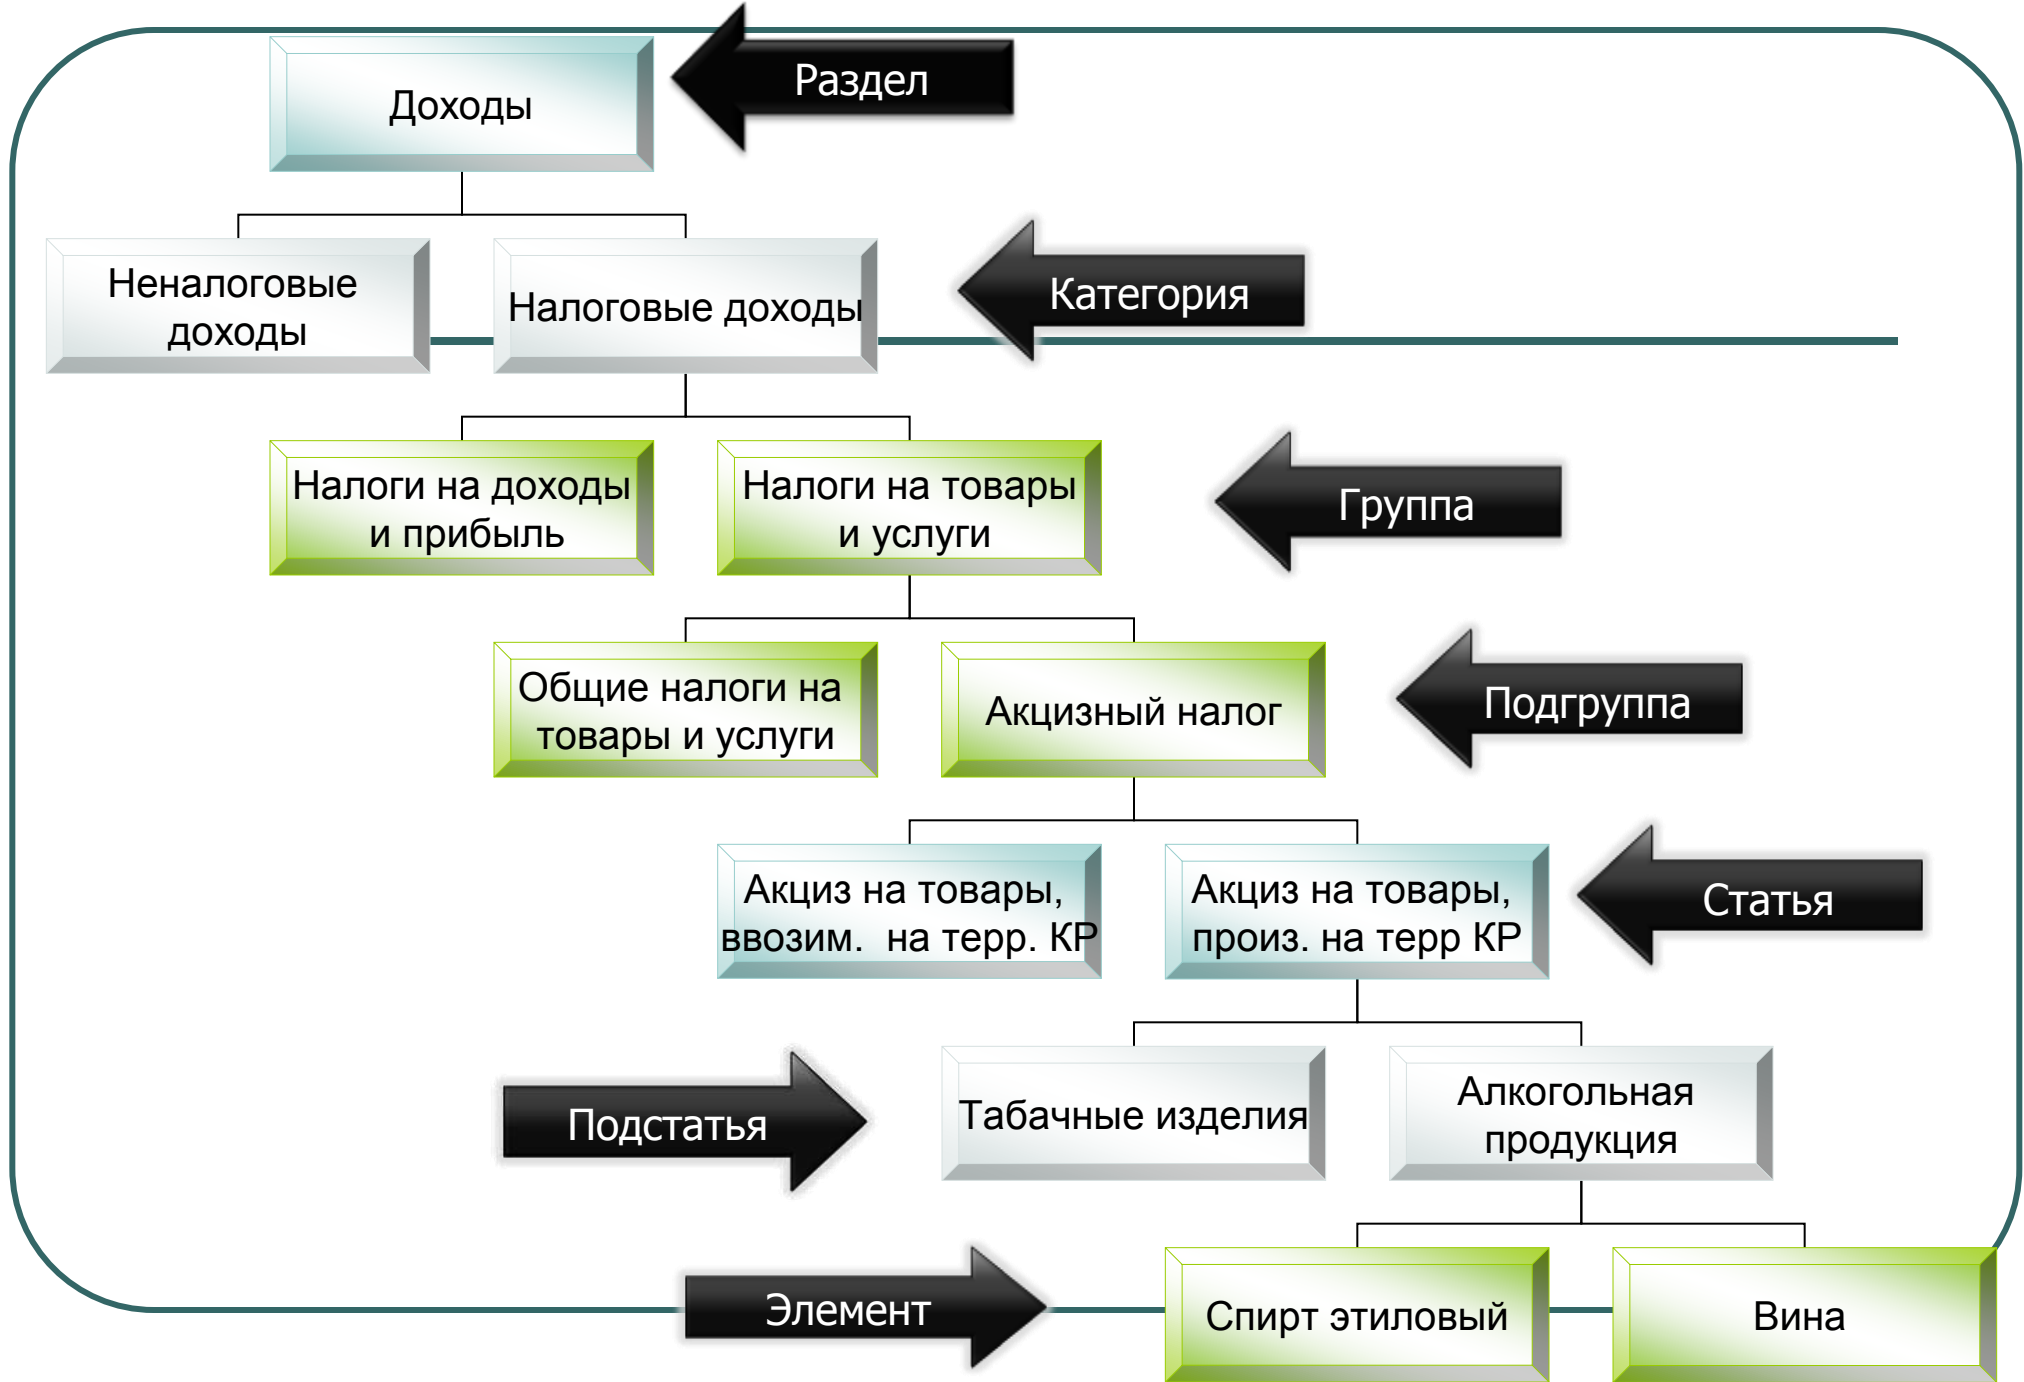 Доходы
Раздел
Неналоговые
доходы
Налоговые доходы
Категория
Налоги на доходы
и прибыль
Налоги на товары
и услуги
Группа
Общие налоги на
товары и услуги
Акцизный налог
Подгруппа
Акциз на товары,
ввозим. на терр. КР
Акциз на товары,
произ. на терр КР
Статья
Подстатья
Табачные изделия
Алкогольная
продукция
Элемент
Спирт этиловый
Вина